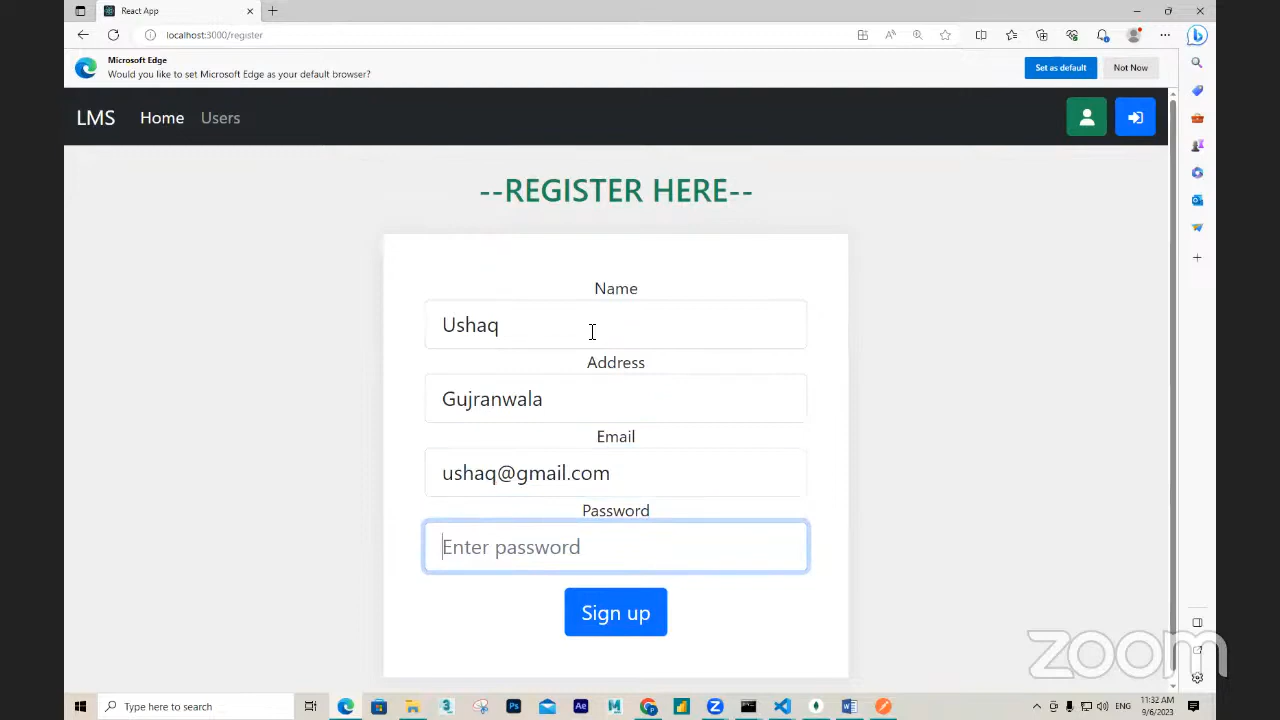 React App
localhost:3000/register
Microsoft Edge
Would you like to set Microsoft Edge as your default browser?
Set as default
Not Now
LMS Home Users
--REGISTER HERE--
Name
Ushaq
Address
Gujranwala
Email
ushaq@gmail.com
Password
Enter password
Sign up
zoom
Type here to search
11:32 AM
9/6/2023